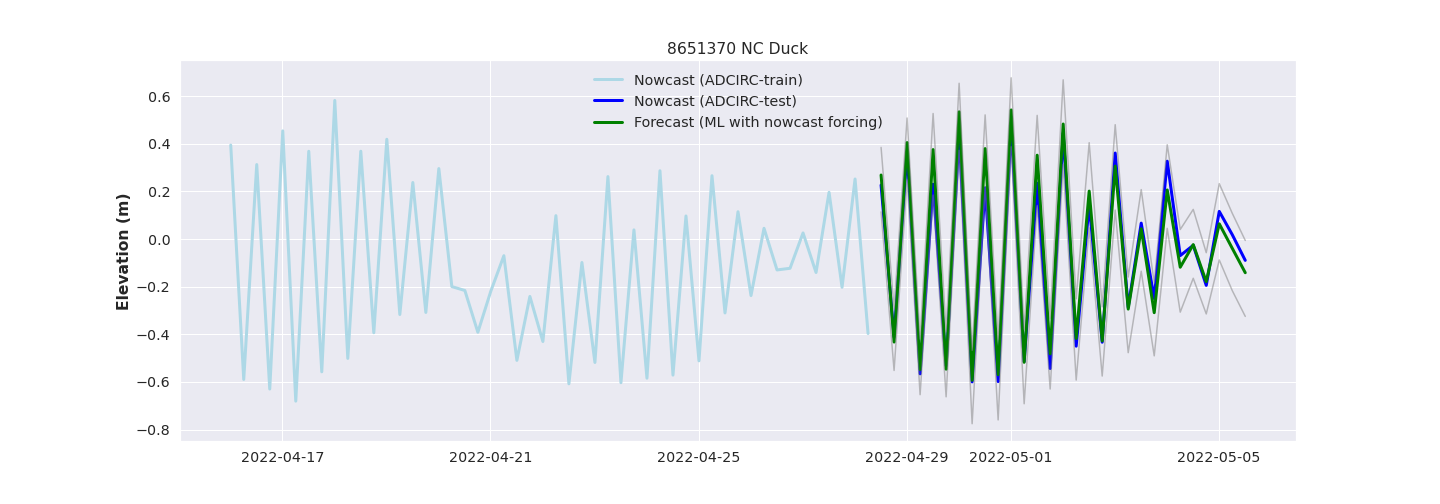 8651370 NC Duck
Nowcast (ADCIRC-train)
Nowcast (ADCIRC-test)
Forecast (ML with nowcast forcing)
Elevation (m)
0.6
0.4
0.2
0.0
−0.2
−0.4
−0.6
−0.8
2022-04-17 2022-04-21 2022-04-25 2022-04-29 2022-05-01 2022-05-05